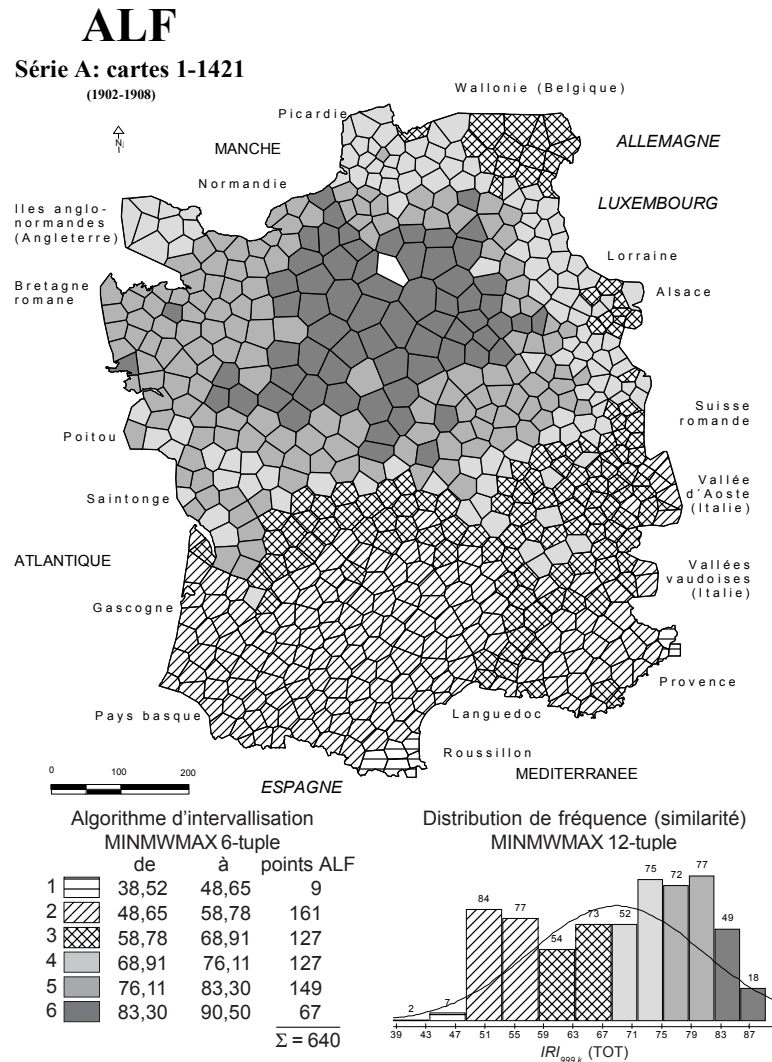 ALF
Série A: cartes 1-1421
(1902-1908)
Wallonie (Belgique)
Picardie
N
MANCHE
ALLEMAGNE
Normandie
Iles anglo-
normandes
(Angleterre)
LUXEMBOURG
Lorraine
Bretagne
romane
Alsace
Poitou
Suisse
romande
Saintonge
Vallée
d´Aoste
(Italie)
ATLANTIQUE
Vallées
vaudoises
(Italie)
Gascogne
Provence
Pays basque
Languedoc
Roussillon
0 100 200
ESPAGNE
MEDITERRANEE
Algorithme d'intervallisation
MINMWMAX 6-tuple
de à points ALF
1 38,52 48,65 9
2 48,65 58,78 161
3 58,78 68,91 127
4 68,91 76,11 127
5 76,11 83,30 149
6 83,30 90,50 67
Σ = 640
Distribution de fréquence (similarité)
MINMWMAX 12-tuple
2 7 84 77 54 73 52 75 72 77 49 18
39 43 47 51 55 59 63 67 71 75 79 83 87
IRI999,k (TOT)